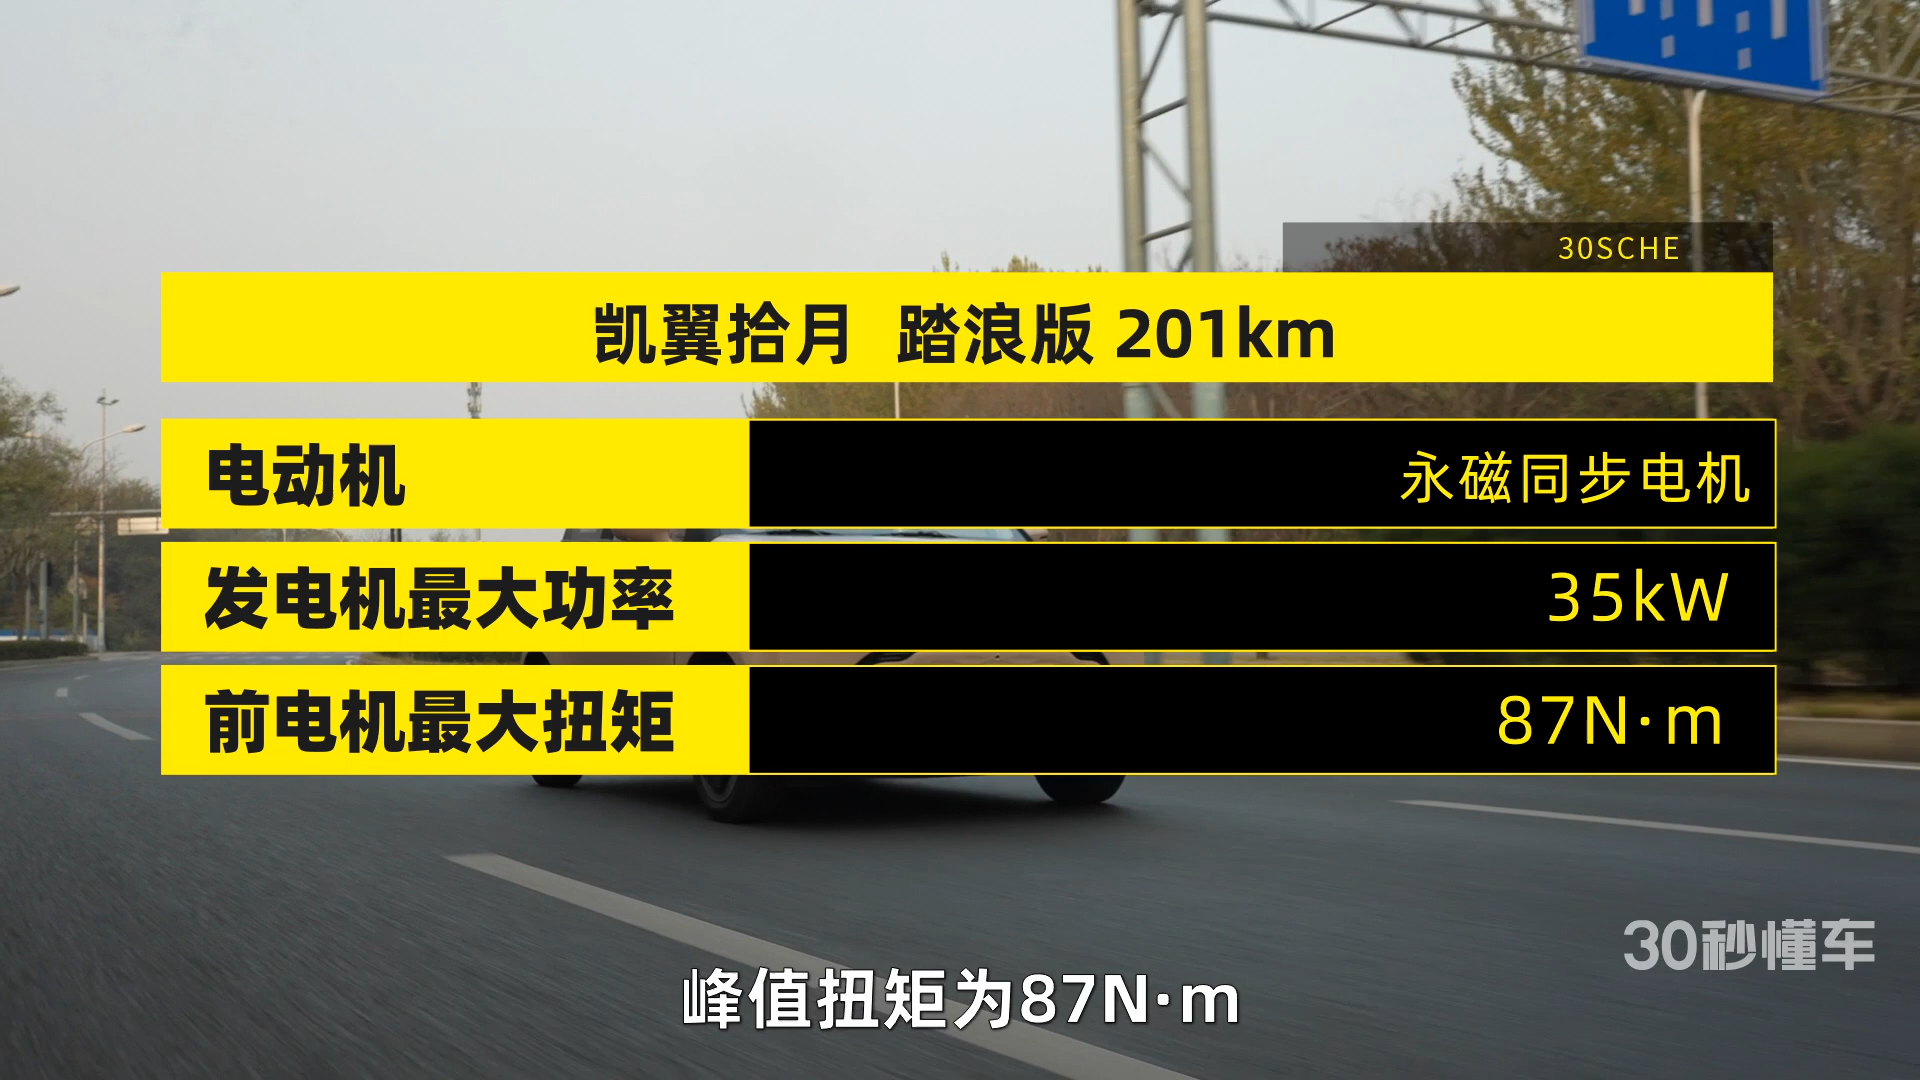 30SCHE
凯翼拾月 踏浪版 201km
电动机
永磁同步电机
发电机最大功率
35kW
前电机最大扭矩
87N·m
30秒懂车
峰值扭矩为87N·m